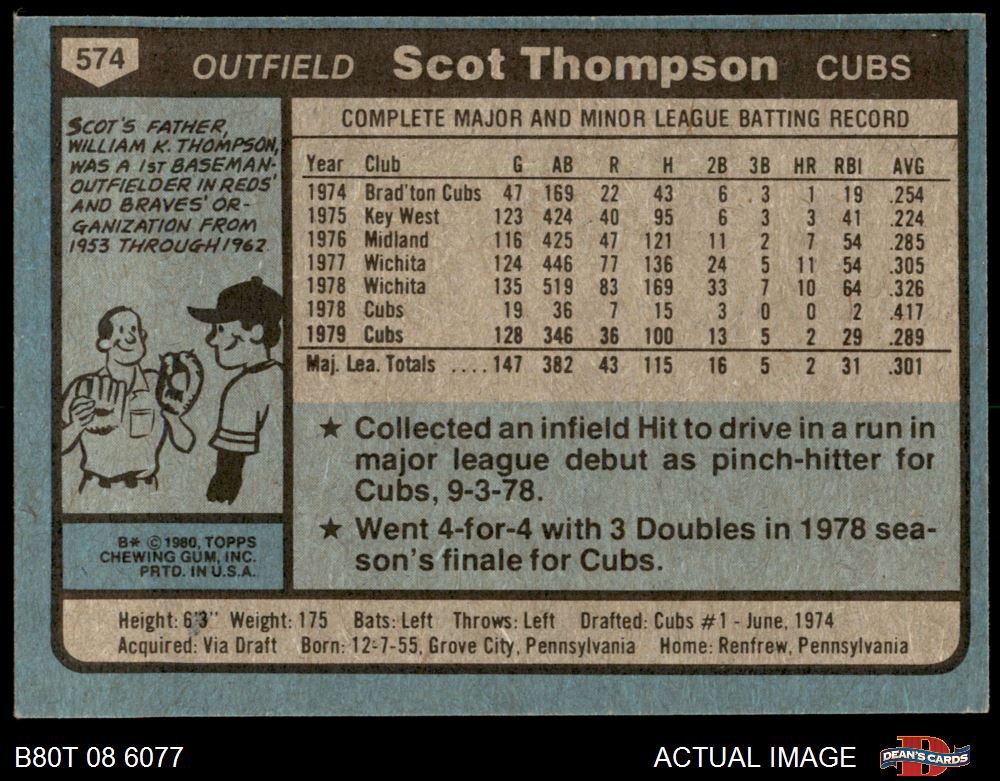 574
OUTFIELD Scot Thompson CUBS
SCOT'S FATHER,
WILLIAM K. THOMPSON,
WAS A 1ST BASEMAN-
OUTFIELDER IN REDS'
AND BRAVES' OR-
GANIZATION FROM
1953 THROUGH 1962.
B* © 1980, TOPPS
CHEWING GUM, INC.
PRTD. IN U.S.A.
COMPLETE MAJOR AND MINOR LEAGUE BATTING RECORD
Year Club G AB R H 2B 3B HR RBI AVG
1974 Brad'ton Cubs 47 169 22 43 6 3 1 19 .254
1975 Key West 123 424 40 95 6 3 3 41 .224
1976 Midland 116 425 47 121 11 2 7 54 .285
1977 Wichita 124 446 77 136 24 5 11 54 .305
1978 Wichita 135 519 83 169 33 7 10 64 .326
1978 Cubs 19 36 7 15 3 0 0 2 .417
1979 Cubs 128 346 36 100 13 5 2 29 .289
Maj. Lea. Totals .... 147 382 43 115 16 5 2 31 .301
★ Collected an infield Hit to drive in a run in
major league debut as pinch-hitter for
Cubs, 9-3-78.
★ Went 4-for-4 with 3 Doubles in 1978 sea-
son's finale for Cubs.
Height: 6'3" Weight: 175 Bats: Left Throws: Left Drafted: Cubs #1 - June, 1974
Acquired: Via Draft Born: 12-7-55, Grove City, Pennsylvania Home: Renfrew, Pennsylvania
B80T 08 6077 ACTUAL IMAGE DEAN'S CARDS